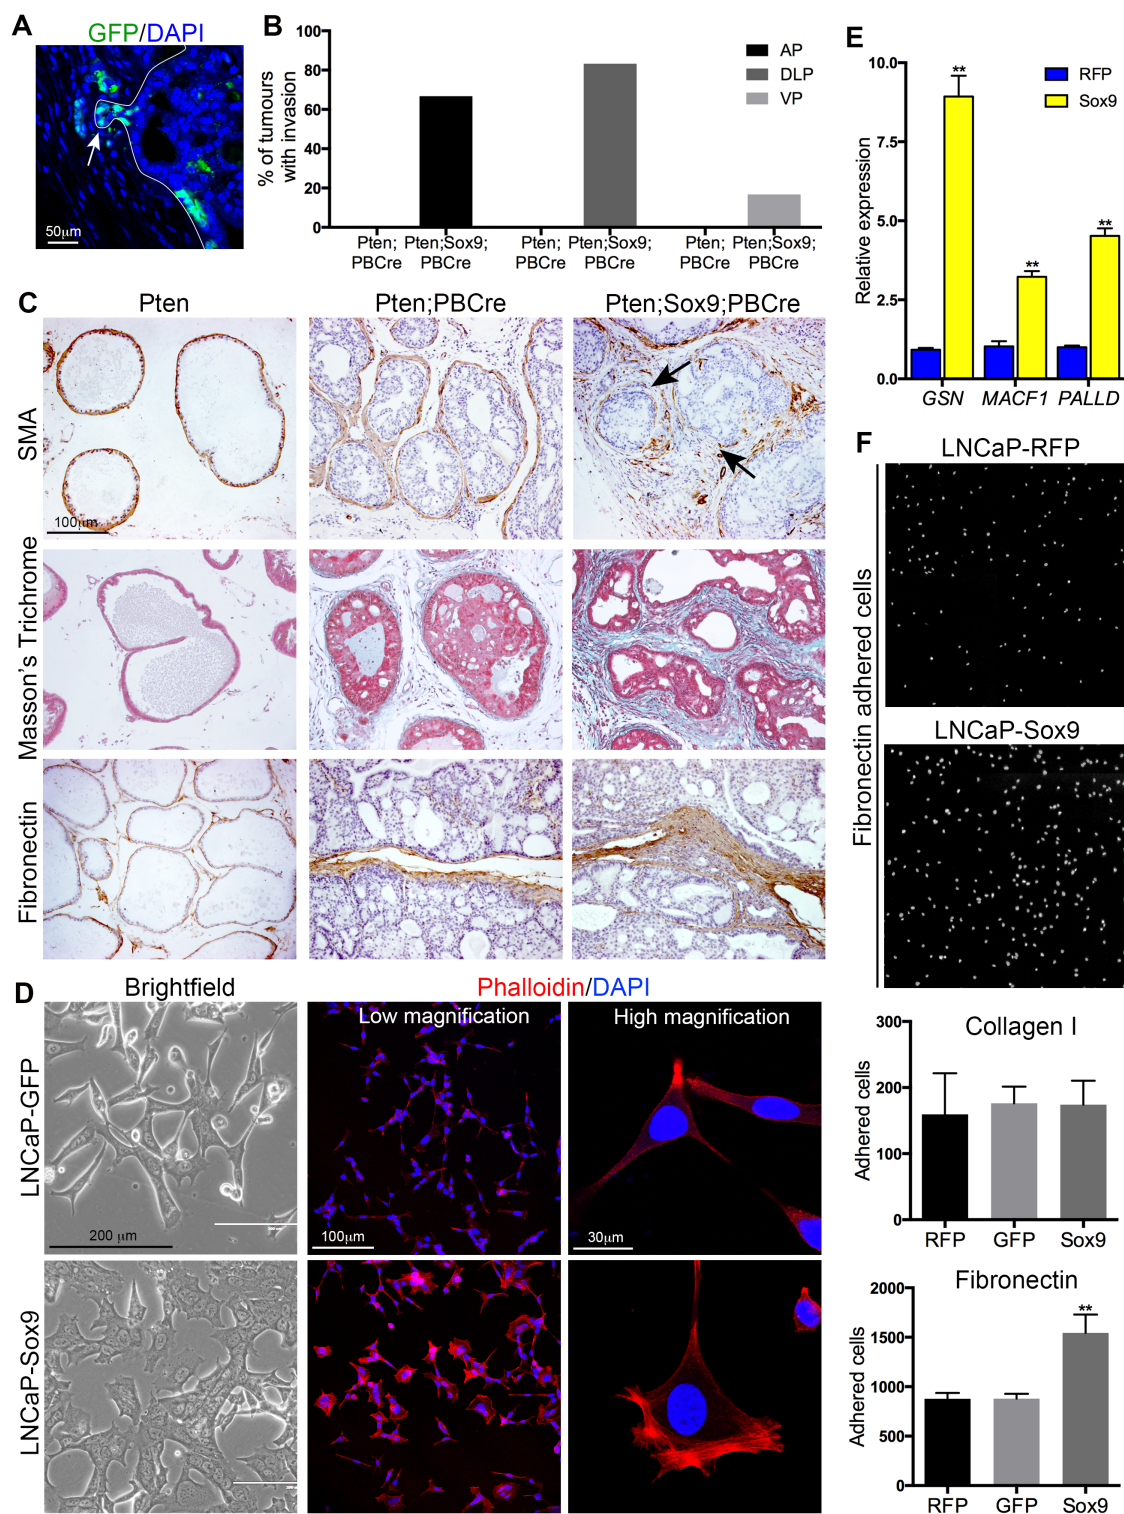 A
GFP/DAPI
50µm
B
% of tumours
with invasion
100
80
60
40
20
0
AP
DLP
VP
Pten;
PBCre
Pten;Sox9;
PBCre
Pten;
PBCre
Pten;Sox9;
PBCre
Pten;
PBCre
Pten;Sox9;
PBCre
C
Pten
Pten;PBCre
Pten;Sox9;PBCre
SMA
100µm
Masson's Trichrome
Fibronectin
D
Brightfield
Phalloidin/DAPI
Low magnification
High magnification
LNCaP-GFP
200 µm
100µm
30µm
LNCaP-Sox9
E
RFP
Sox9
Relative expression
10.0
7.5
5.0
2.5
0.0
**
**
**
GSN
MACF1
PALLD
F
LNCaP-RFP
Fibronectin adhered cells
LNCaP-Sox9
Collagen I
Adhered cells
300
200
100
0
RFP
GFP
Sox9
Fibronectin
Adhered cells
2000
1500
1000
500
0
**
RFP
GFP
Sox9